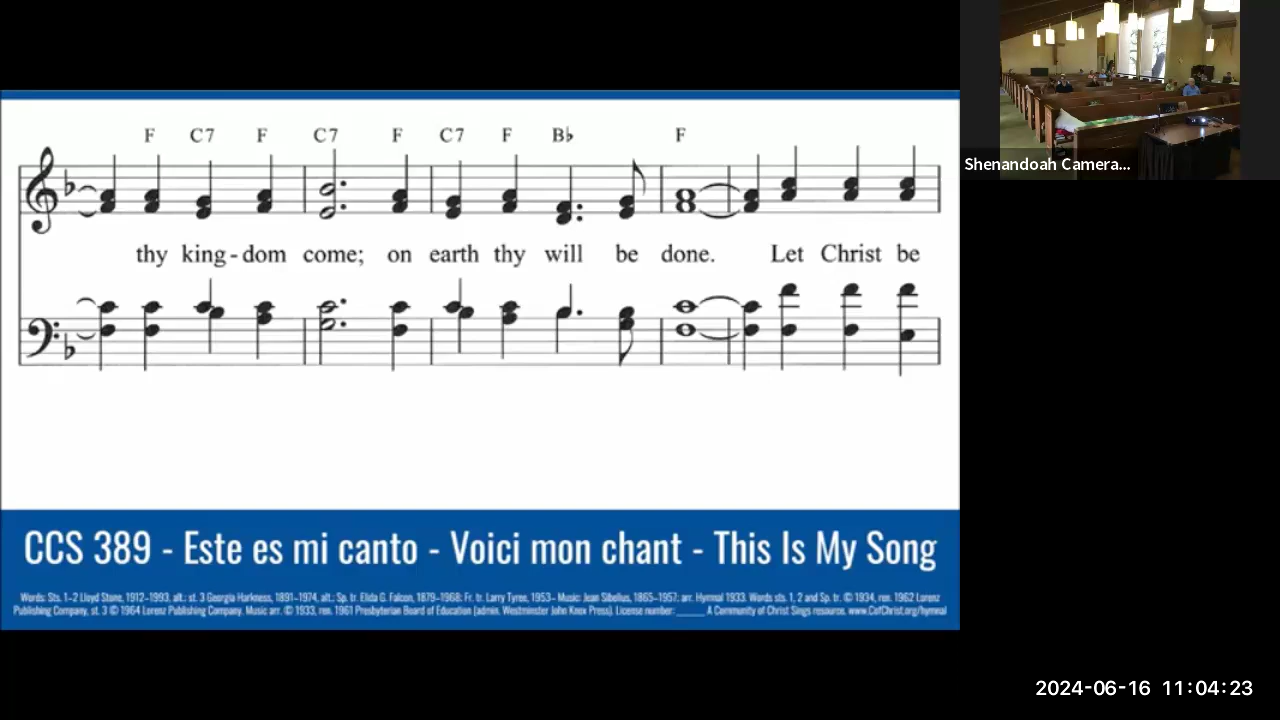 F C7 F C7 F C7 F B♭ F
thy king - dom come; on earth thy will be done. Let Christ be
Shenandoah Camera...
CCS 389 - Este es mi canto - Voici mon chant - This Is My Song
Words: Sts. 1–2 Lloyd Stone, 1912–1993, alt.; st. 3 Georgia Harkness, 1891–1974, alt.; Sp. tr. Elida G. Falcon, 1879–1968; Fr. tr. Larry Tyree, 1953– Music: Jean Sibelius, 1865–1957; arr. Hymnal 1933. Words sts. 1, 2 and Sp. tr. © 1934, ren. 1962 Lorenz
Publishing Company, st. 3 © 1964 Lorenz Publishing Company. Music arr. © 1933, ren. 1961 Presbyterian Board of Education (admin. Westminster John Knox Press). License number: ______ A Community of Christ Sings resource. www.CofChrist.org/hymnal
2024-06-16 11:04:23